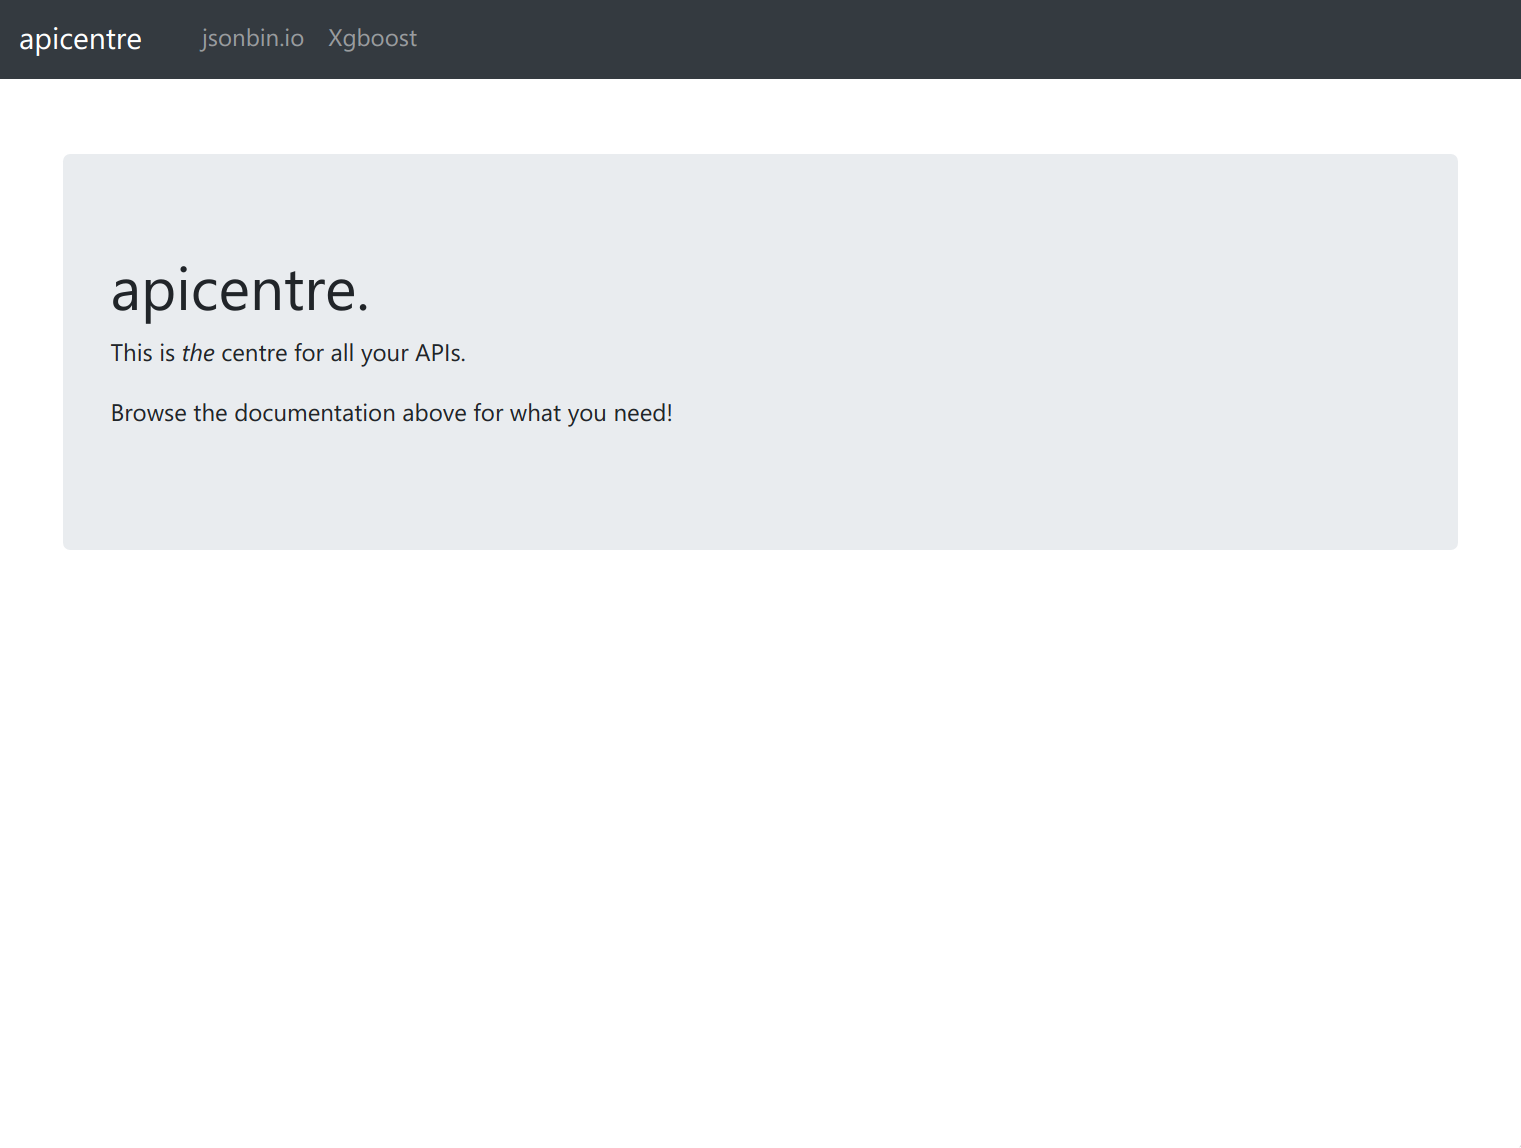 apicentre jsonbin.io Xgboost
apicentre.
This is the centre for all your APIs.
Browse the documentation above for what you need!